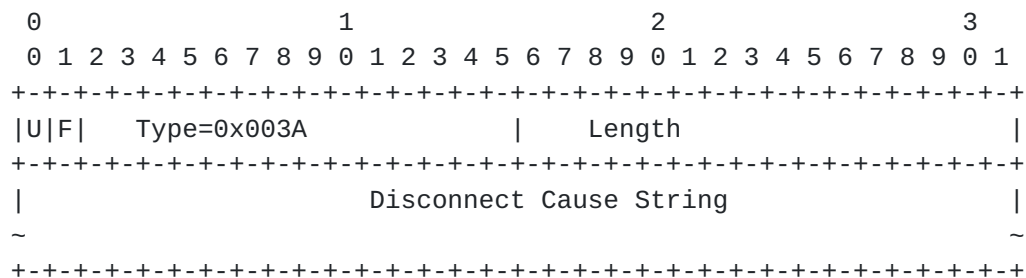 0                   1                   2                   3
 0 1 2 3 4 5 6 7 8 9 0 1 2 3 4 5 6 7 8 9 0 1 2 3 4 5 6 7 8 9 0 1
+-+-+-+-+-+-+-+-+-+-+-+-+-+-+-+-+-+-+-+-+-+-+-+-+-+-+-+-+-+-+-+-+
|U|F|   Type=0x003A             |    Length                     |
+-+-+-+-+-+-+-+-+-+-+-+-+-+-+-+-+-+-+-+-+-+-+-+-+-+-+-+-+-+-+-+-+
|                      Disconnect Cause String                  |
~                                                               ~
+-+-+-+-+-+-+-+-+-+-+-+-+-+-+-+-+-+-+-+-+-+-+-+-+-+-+-+-+-+-+-+-+